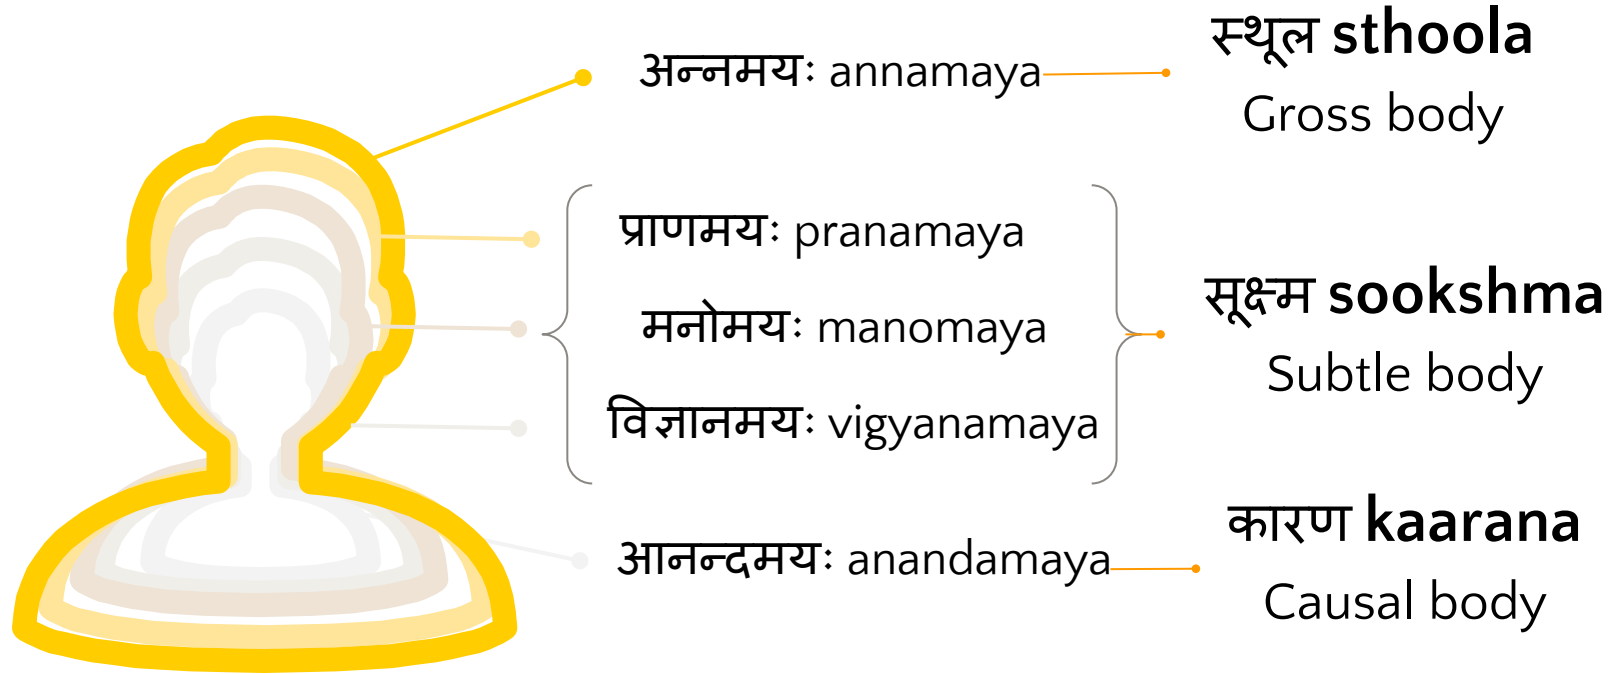 अन्नमयः annamaya
स्थूल sthoola
Gross body
प्राणमयः pranamaya
मनोमयः manomaya
विज्ञानमयः vigyanamaya
सूक्ष्म sookshma
Subtle body
आनन्दमयः anandamaya
कारण kaarana
Causal body